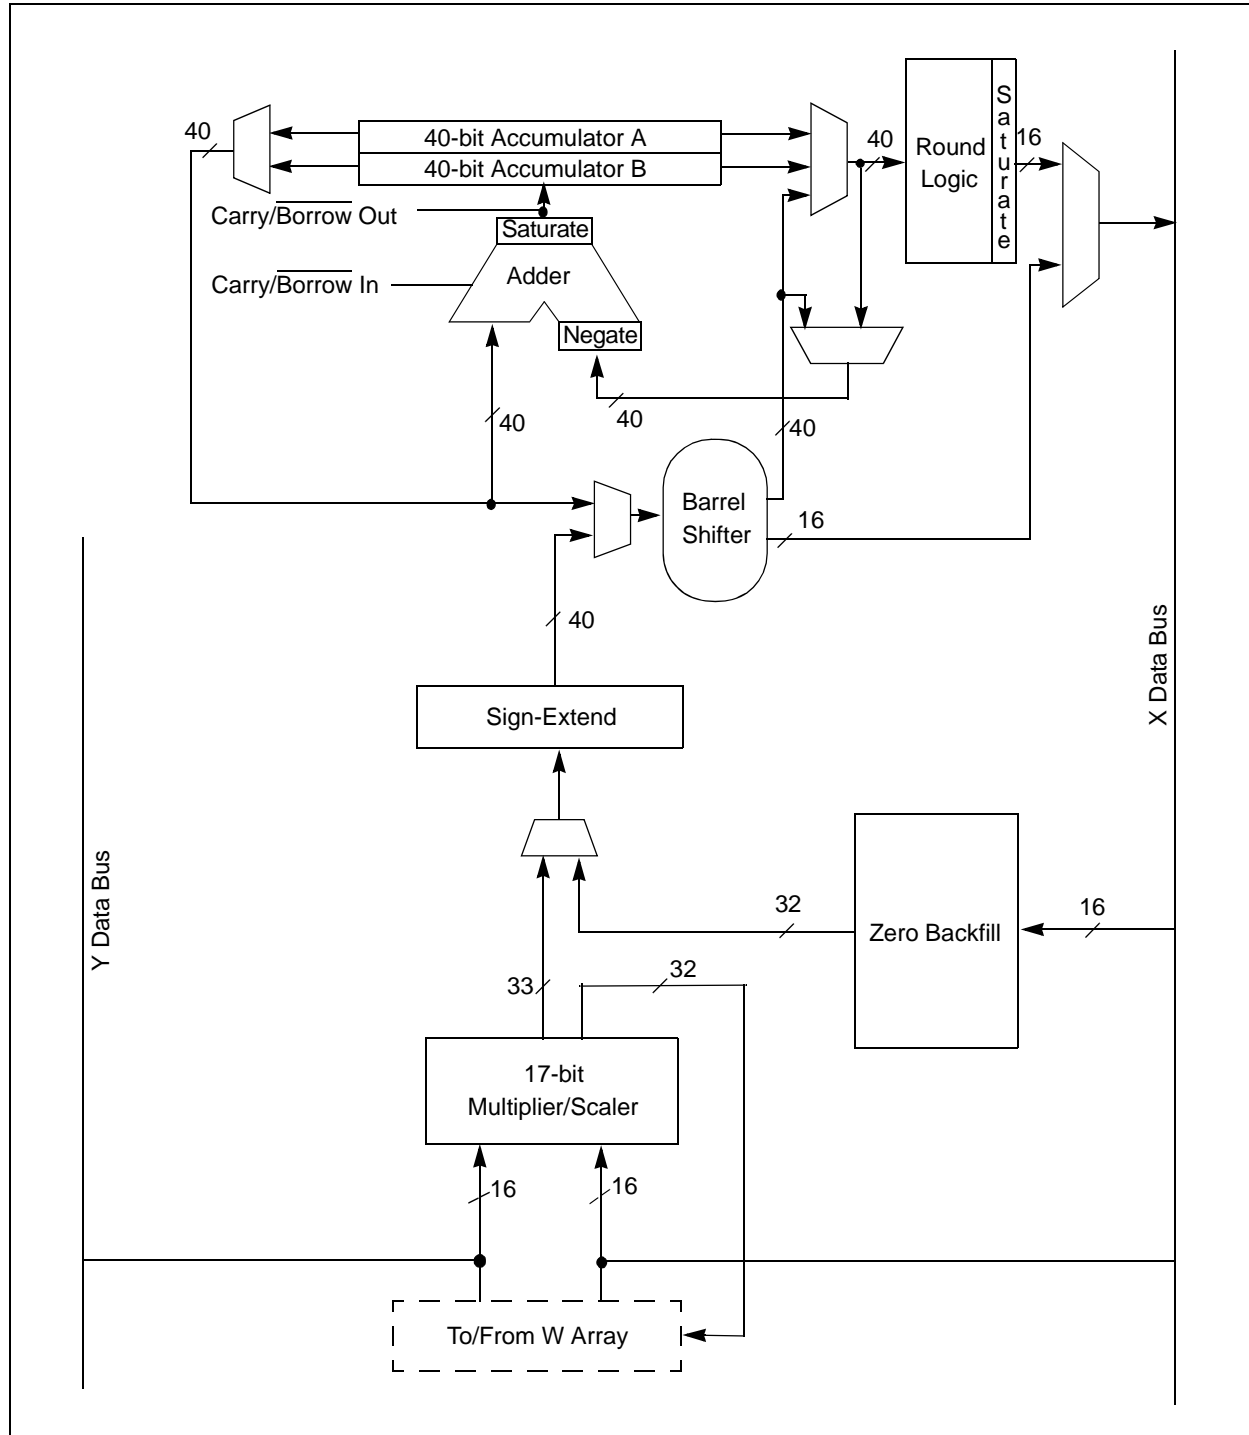 40
40-bit Accumulator A
40-bit Accumulator B
40
Round
Logic
Saturate
16
Carry/Borrow Out
Saturate
Carry/Borrow In
Adder
Negate
40
40
40
Barrel
Shifter
16
40
Sign-Extend
X Data Bus
Y Data Bus
32
Zero Backfill
16
33
32
17-bit
Multiplier/Scaler
16
16
To/From W Array